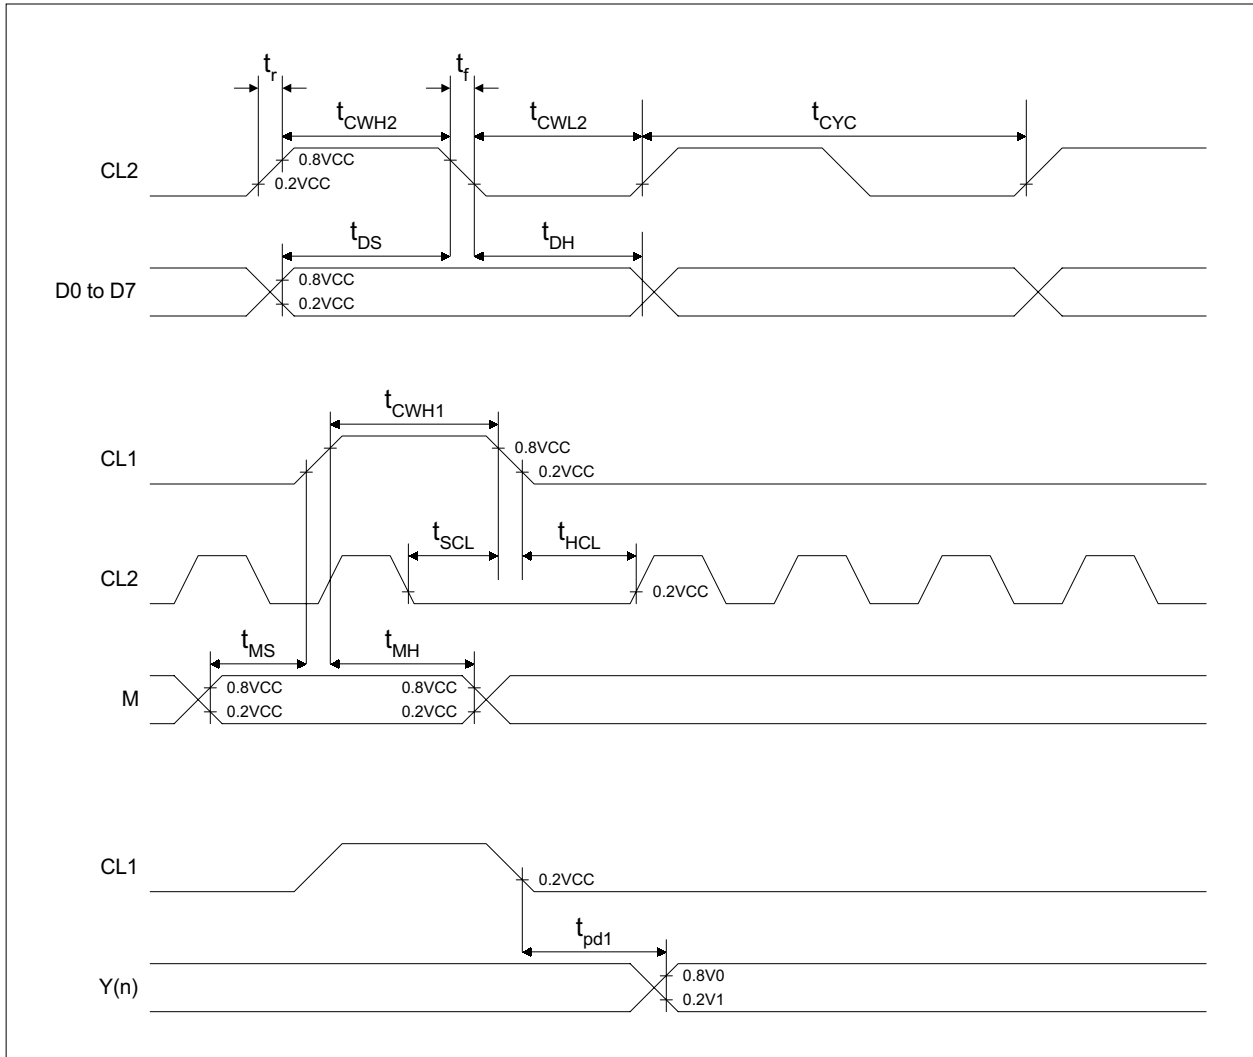 tr tf
tCWH2 tCWL2 tCYC
CL2 0.8VCC
0.2VCC
tDS tDH
D0 to D7 0.8VCC
0.2VCC
tCWH1
CL1 0.8VCC
0.2VCC
tSCL tHCL
CL2 0.2VCC
tMS tMH
M 0.8VCC 0.8VCC
0.2VCC 0.2VCC
CL1 0.2VCC
tpd1
Y(n) 0.8V0
0.2V1